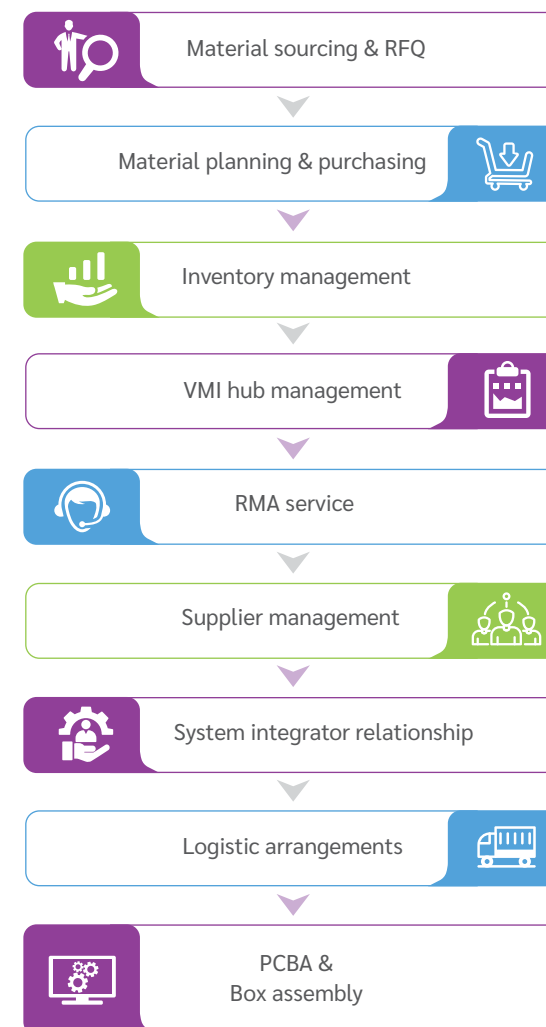 Material sourcing & RFQ
Material planning & purchasing
Inventory management
VMI hub management
RMA service
Supplier management
System integrator relationship
Logistic arrangements
PCBA &
Box assembly